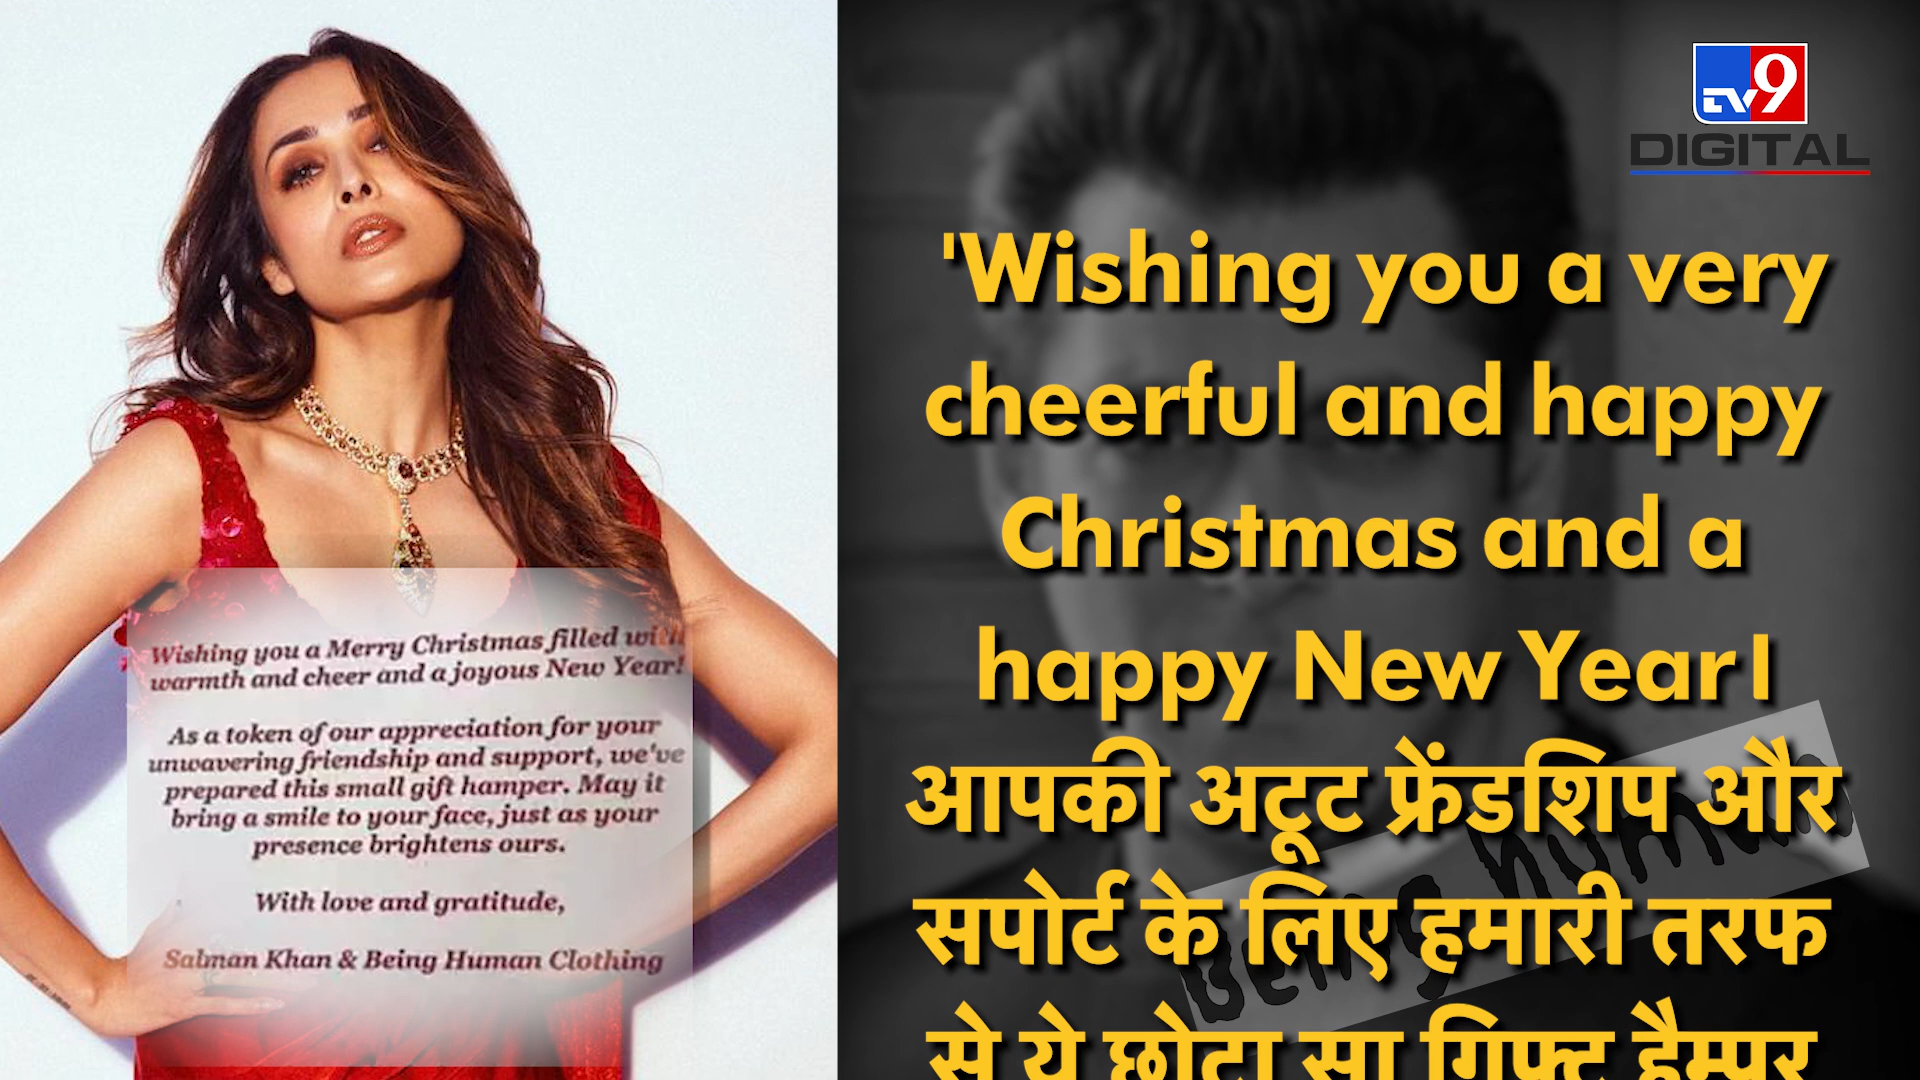 Wishing you a Merry Christmas filled with
warmth and cheer and a joyous New Year!
As a token of our appreciation for your
unwavering friendship and support, we've
prepared this small gift hamper. May it
bring a smile to your face, just as your
presence brightens ours.
With love and gratitude,
Salman Khan & Being Human Clothing
TV9
DIGITAL
'Wishing you a very
cheerful and happy
Christmas and a
happy New Year।
आपकी अटूट फ्रेंडशिप और
सपोर्ट के लिए हमारी तरफ
से ये छोटा सा गिफ्ट हैम्पर
being human